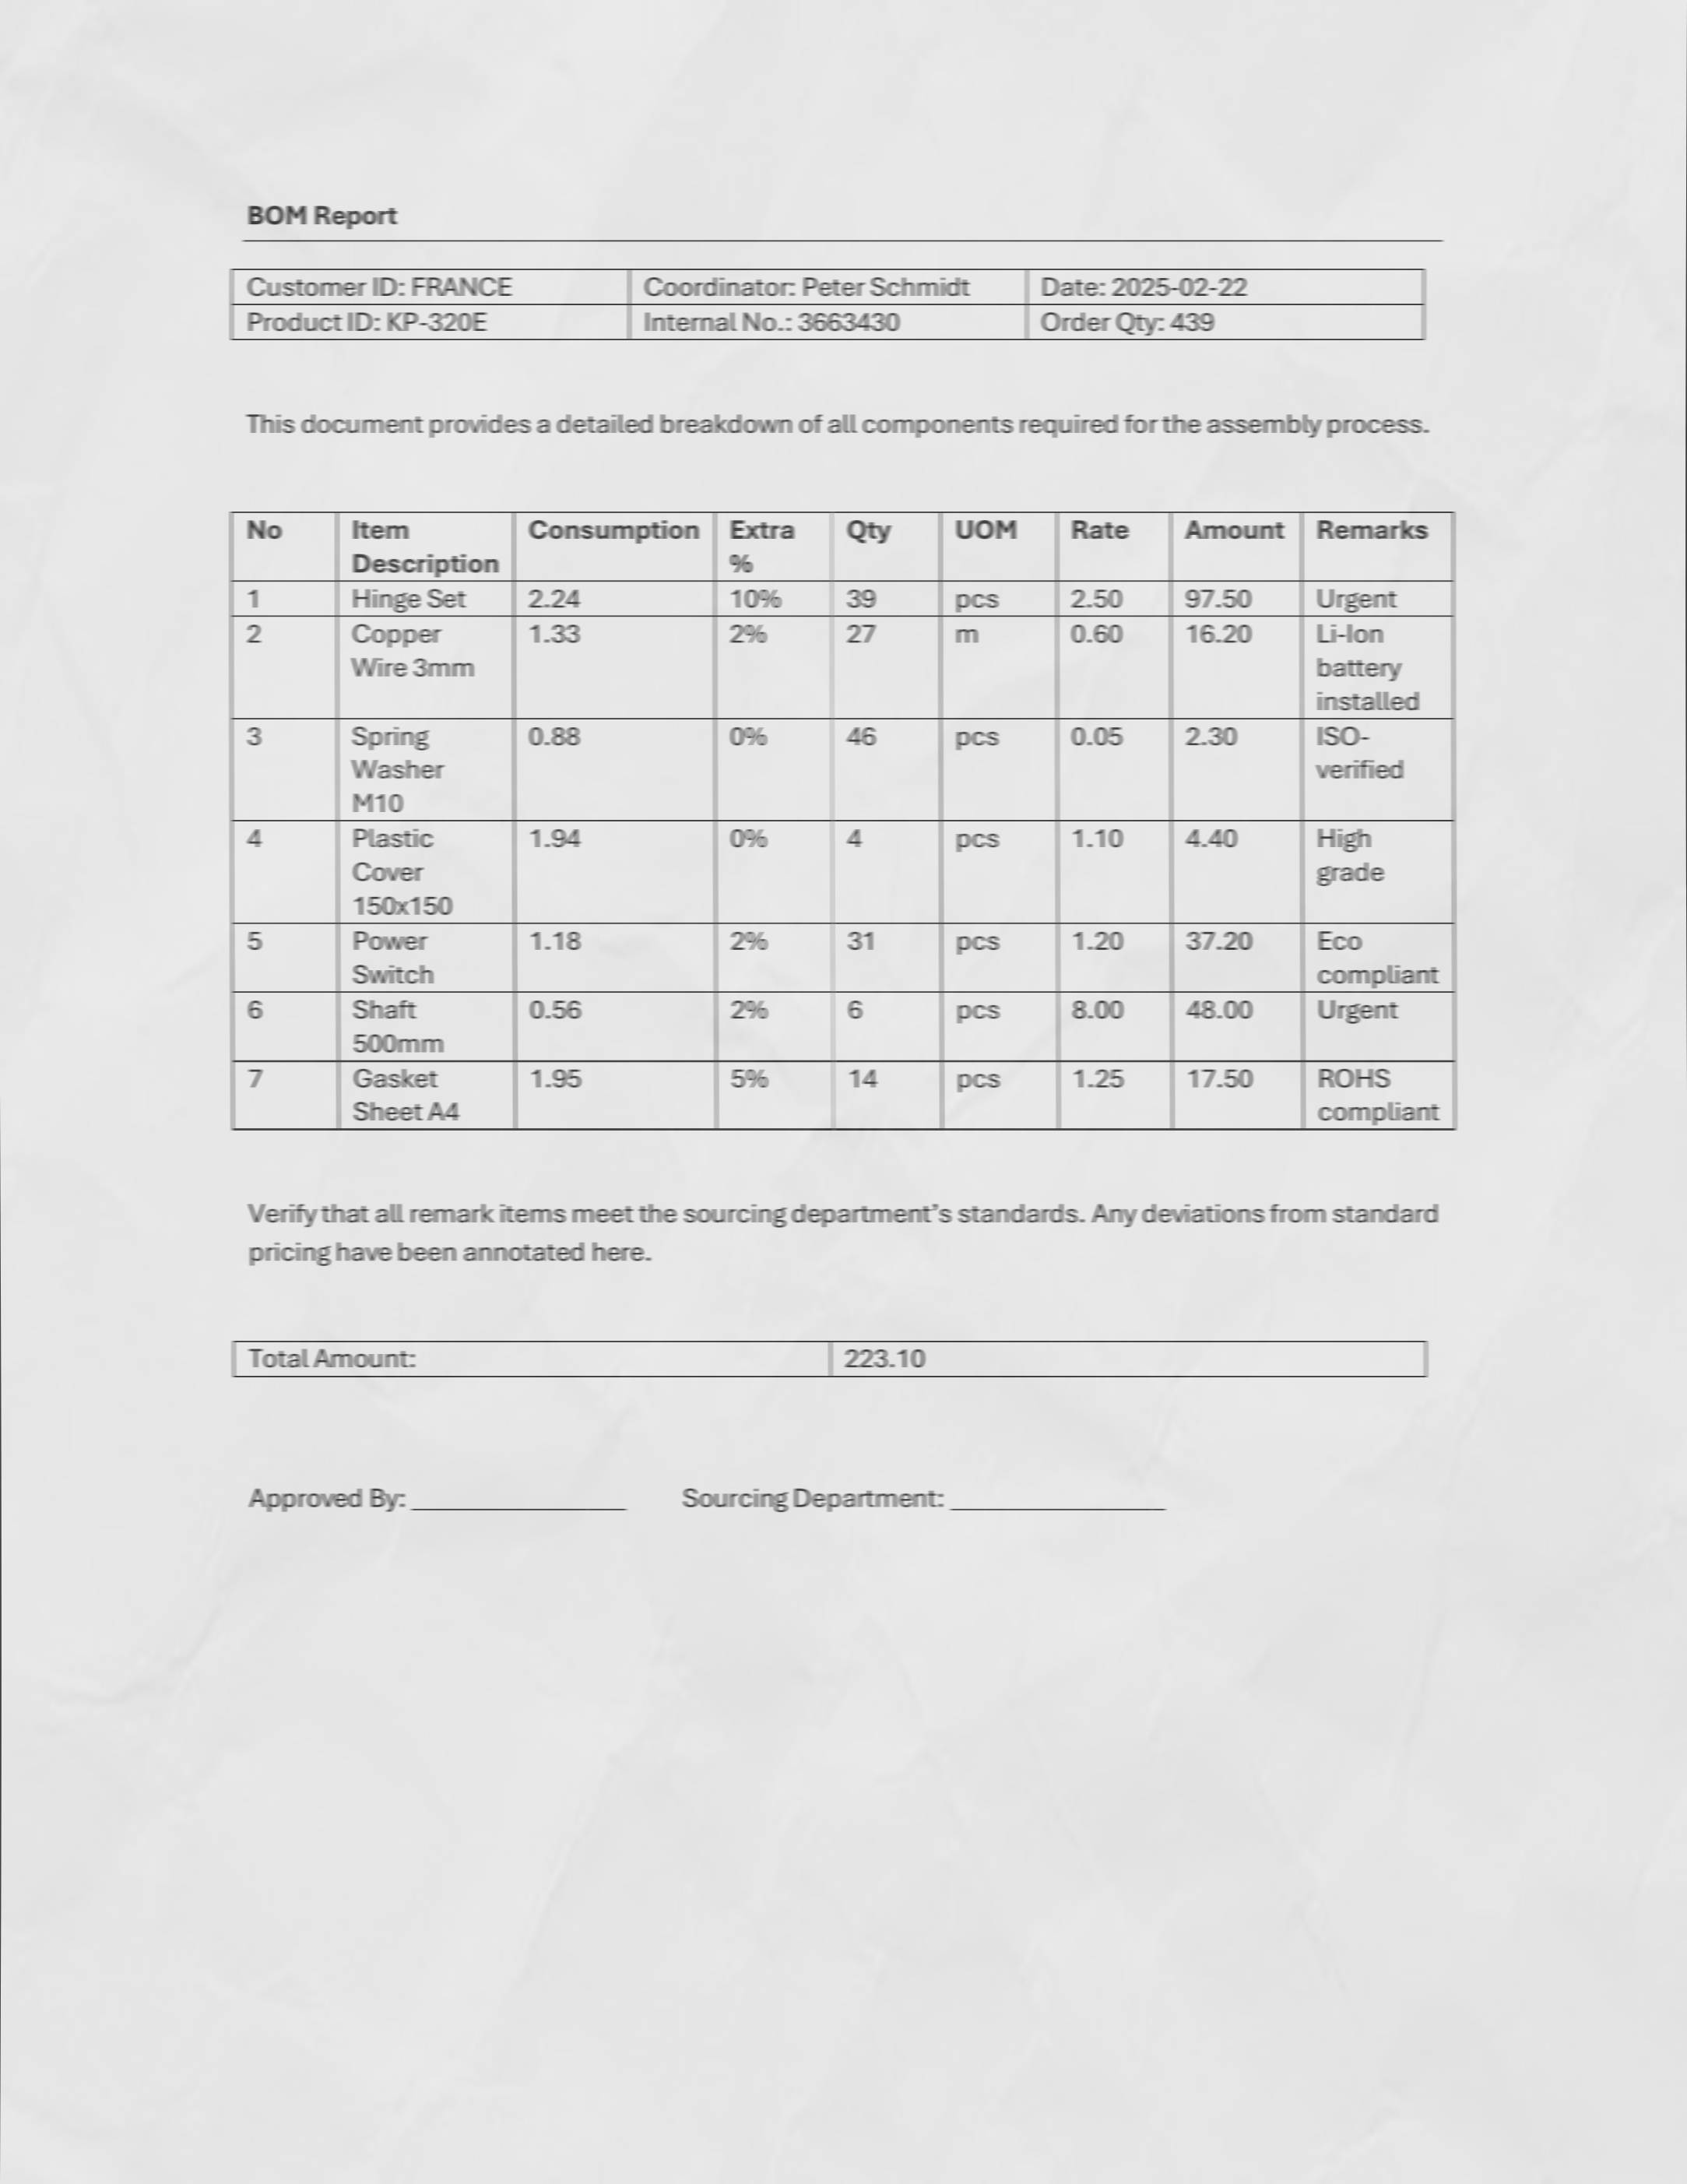 BOM Report
Customer ID: FRANCE Coordinator: Peter Schmidt Date: 2025-02-22
Product ID: KP-320E Internal No.: 3663430 Order Qty: 439
This document provides a detailed breakdown of all components required for the assembly process.
No Item Description Consumption Extra % Qty UOM Rate Amount Remarks
1 Hinge Set 2.24 10% 39 pcs 2.50 97.50 Urgent
2 Copper Wire 3mm 1.33 2% 27 m 0.60 16.20 Li-Ion battery installed
3 Spring Washer M10 0.88 0% 46 pcs 0.05 2.30 ISO-verified
4 Plastic Cover 150x150 1.94 0% 4 pcs 1.10 4.40 High grade
5 Power Switch 1.18 2% 31 pcs 1.20 37.20 Eco compliant
6 Shaft 500mm 0.56 2% 6 pcs 8.00 48.00 Urgent
7 Gasket Sheet A4 1.95 5% 14 pcs 1.25 17.50 ROHS compliant
Verify that all remark items meet the sourcing department’s standards. Any deviations from standard
pricing have been annotated here.
Total Amount: 223.10
Approved By: ________________ Sourcing Department: ________________